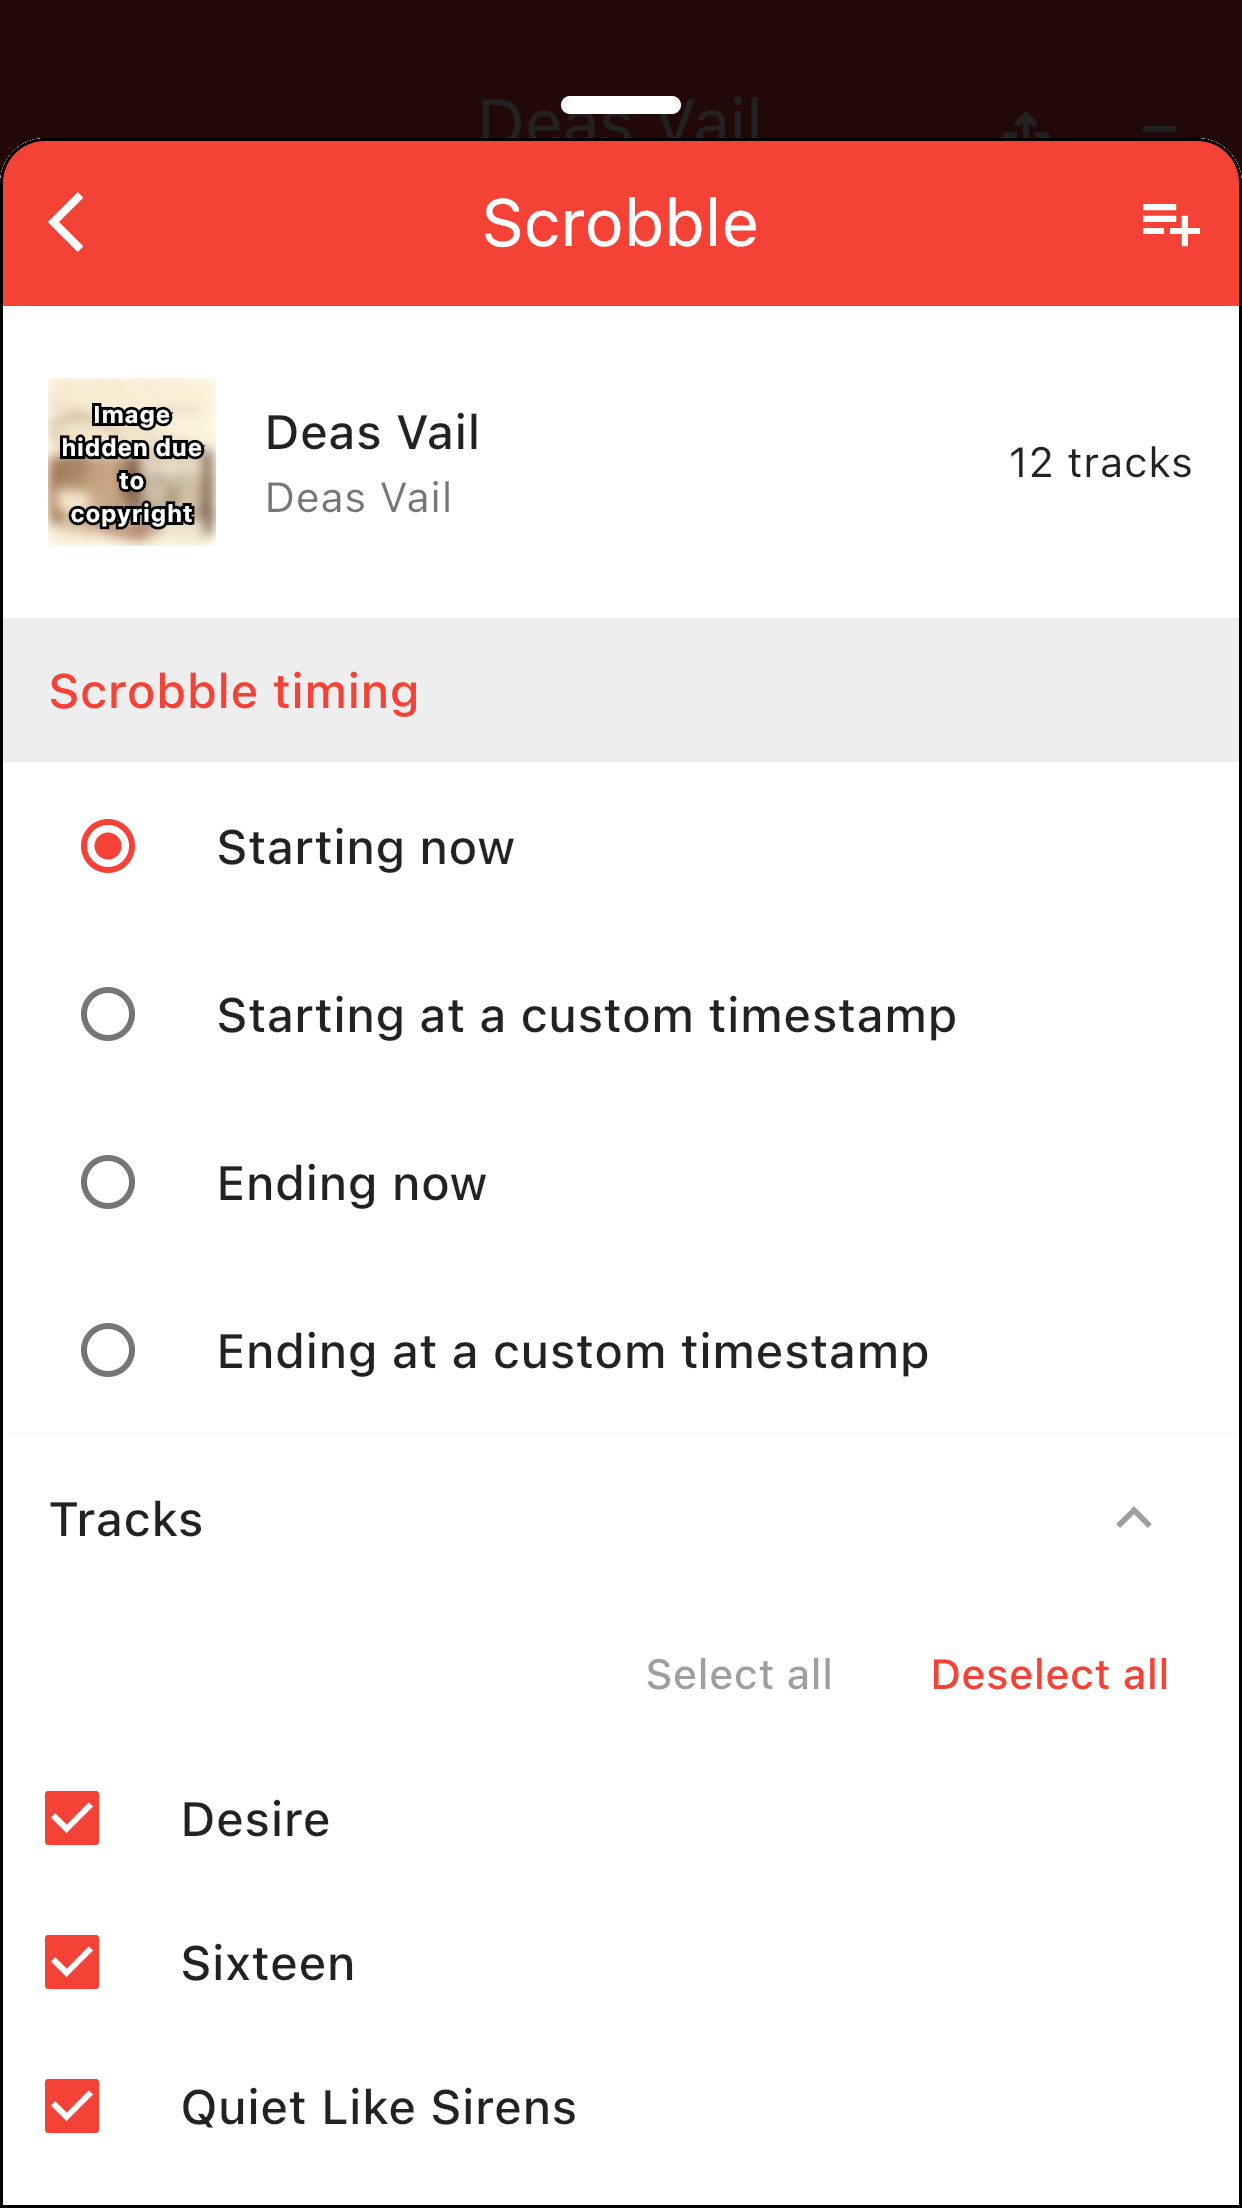 Deas Vail
Scrobble
Image
hidden due
to
copyright
Deas Vail
Deas Vail
12 tracks
Scrobble timing
Starting now
Starting at a custom timestamp
Ending now
Ending at a custom timestamp
Tracks
Select all
Deselect all
Desire
Sixteen
Quiet Like Sirens